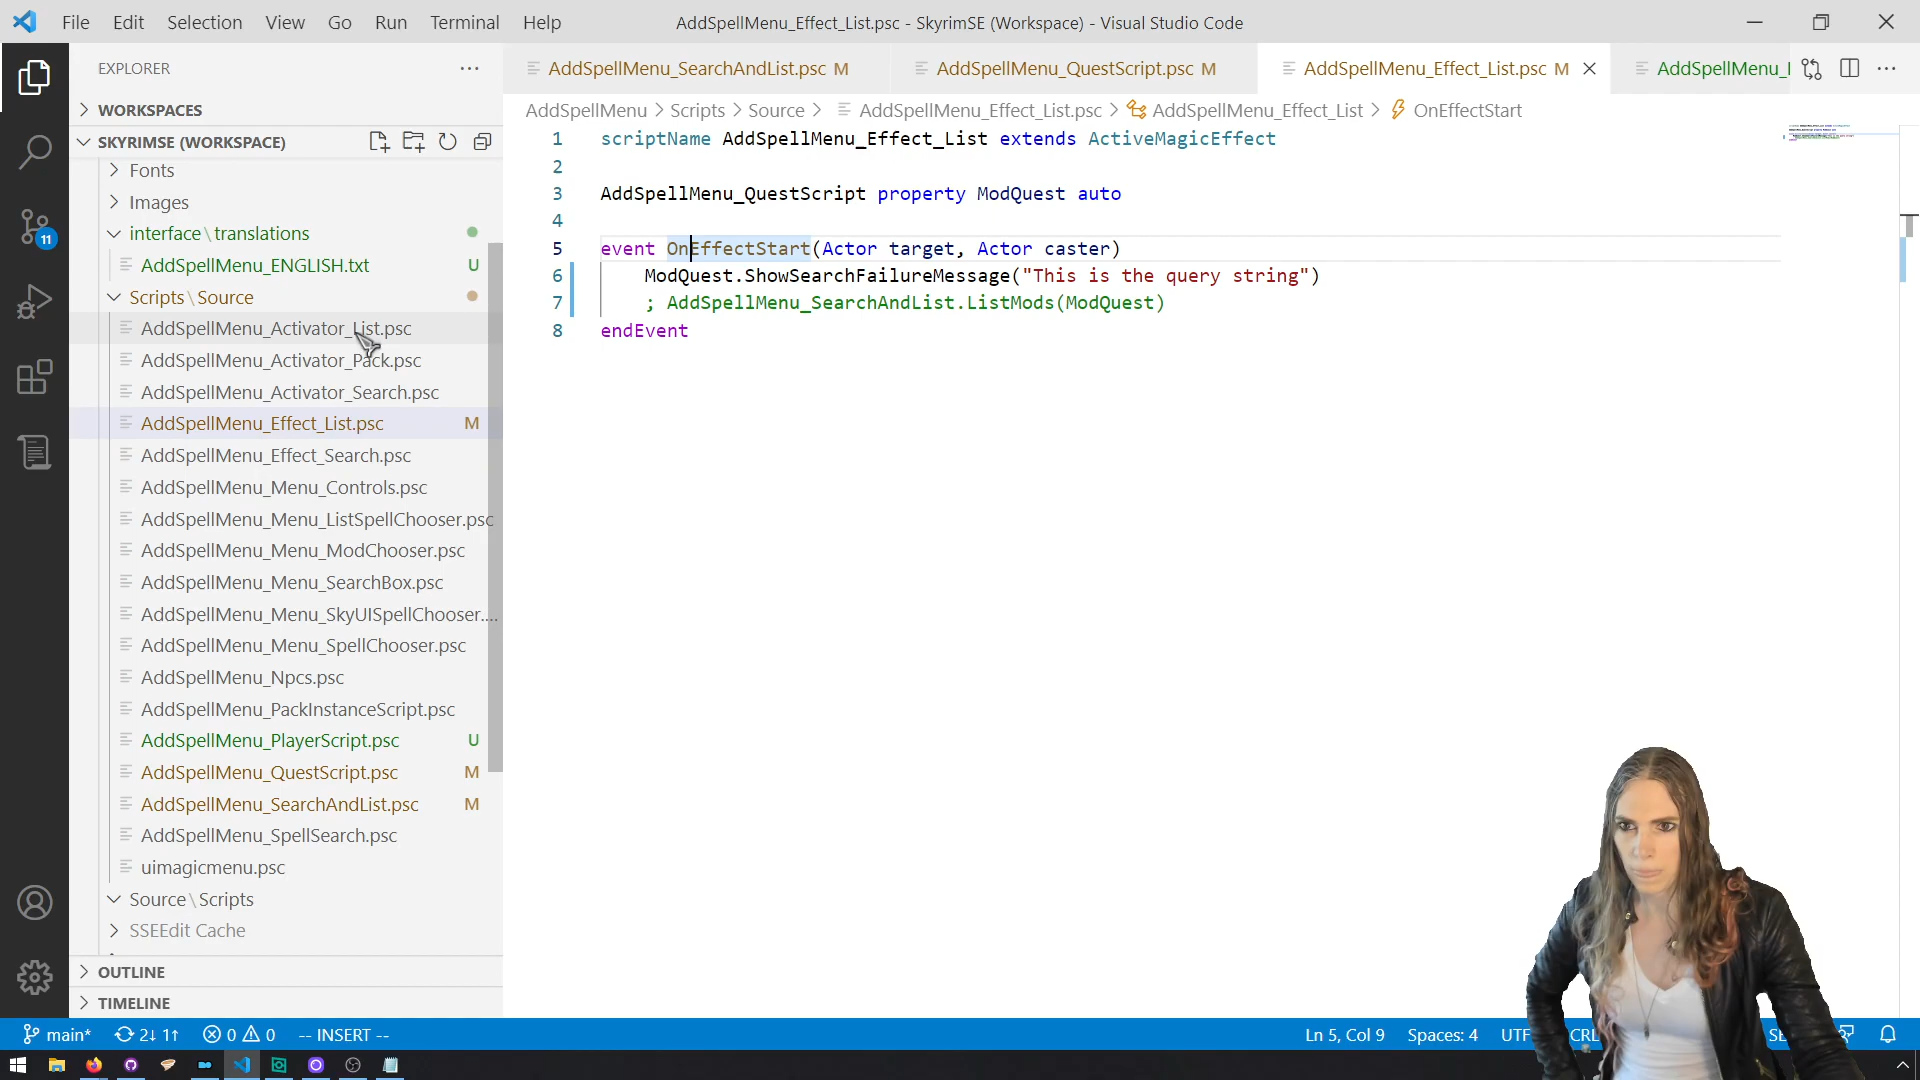 File Edit Selection View Go Run Terminal Help
AddSpellMenu_Effect_List.psc - SkyrimSE (Workspace) - Visual Studio Code
EXPLORER
AddSpellMenu_SearchAndList.psc M
AddSpellMenu_QuestScript.psc M
AddSpellMenu_Effect_List.psc M
AddSpellMenu_
WORKSPACES
SKYRIMSE (WORKSPACE)
Fonts
Images
interface\translations
AddSpellMenu_ENGLISH.txt U
Scripts\Source
AddSpellMenu_Activator_List.psc
AddSpellMenu_Activator_Pack.psc
AddSpellMenu_Activator_Search.psc
AddSpellMenu_Effect_List.psc M
AddSpellMenu_Effect_Search.psc
AddSpellMenu_Menu_Controls.psc
AddSpellMenu_Menu_ListSpellChooser.psc
AddSpellMenu_Menu_ModChooser.psc
AddSpellMenu_Menu_SearchBox.psc
AddSpellMenu_Menu_SkyUISpellChooser....
AddSpellMenu_Menu_SpellChooser.psc
AddSpellMenu_Npcs.psc
AddSpellMenu_PackInstanceScript.psc
AddSpellMenu_PlayerScript.psc U
AddSpellMenu_QuestScript.psc M
AddSpellMenu_SearchAndList.psc M
AddSpellMenu_SpellSearch.psc
uimagicmenu.psc
Source\Scripts
SSEEdit Cache
OUTLINE
TIMELINE
11
AddSpellMenu > Scripts > Source > AddSpellMenu_Effect_List.psc > AddSpellMenu_Effect_List > OnEffectStart
1 scriptName AddSpellMenu_Effect_List extends ActiveMagicEffect
2
3 AddSpellMenu_QuestScript property ModQuest auto
4
5 event OnEffectStart(Actor target, Actor caster)
6 ModQuest.ShowSearchFailureMessage("This is the query string")
7 ; AddSpellMenu_SearchAndList.ListMods(ModQuest)
8 endEvent
main* 2↓ 1↑ 0 0 -- INSERT --
Ln 5, Col 9 Spaces: 4 UTF